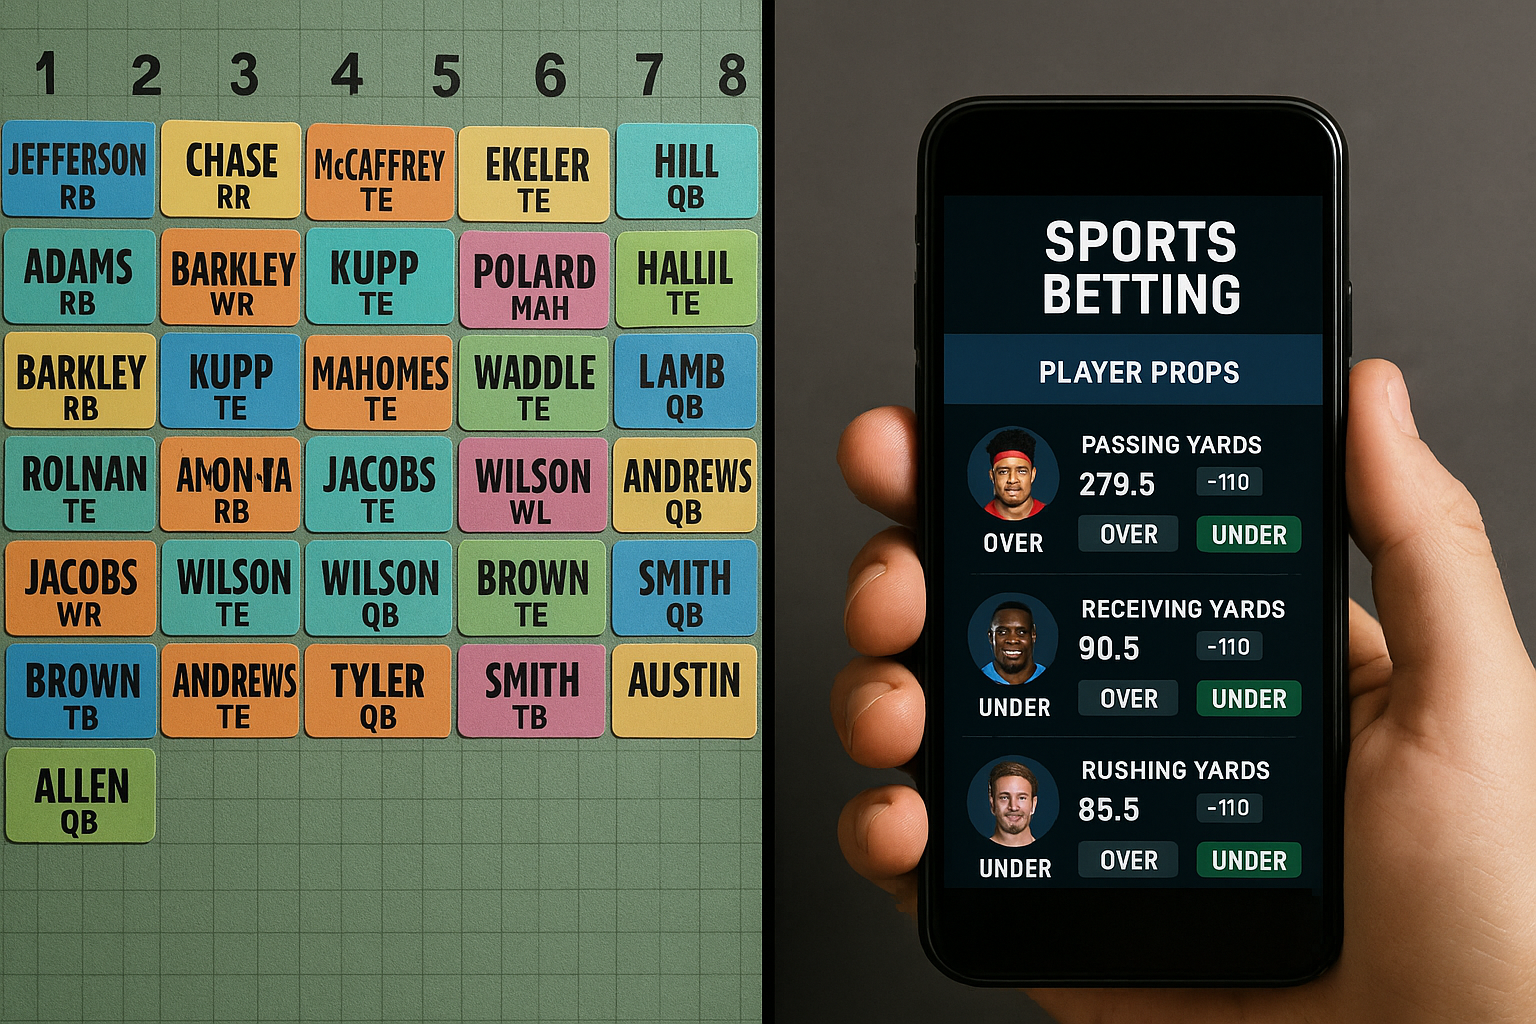 1 2 3 4 5 6 7 8
JEFFERSON
RB
CHASE
RR
McCAFFREY
TE
EKELER
TE
HILL
QB
ADAMS
RB
BARKLEY
WR
KUPP
TE
POLARD
MAH
HALLIL
TE
BARKLEY
RB
KUPP
TE
MAHOMES
TE
WADDLE
TE
LAMB
QB
ROLNAN
TE
RB
JACOBS
TE
WILSON
WL
ANDREWS
QB
JACOBS
WR
WILSON
TE
WILSON
QB
BROWN
TE
SMITH
QB
BROWN
TB
ANDREWS
TE
TYLER
QB
SMITH
TB
AUSTIN
ALLEN
QB
SPORTS
BETTING
PLAYER PROPS
PASSING YARDS
279.5 -110
OVER OVER UNDER
RECEIVING YARDS
90.5 -110
UNDER OVER UNDER
RUSHING YARDS
85.5 -110
UNDER OVER UNDER